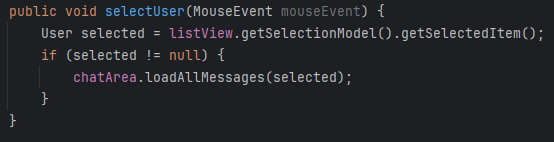 public void selectUser(MouseEvent mouseEvent) {
    User selected = listView.getSelectionModel().getSelectedItem();
    if (selected != null) {
        chatArea.loadAllMessages(selected);
    }
}